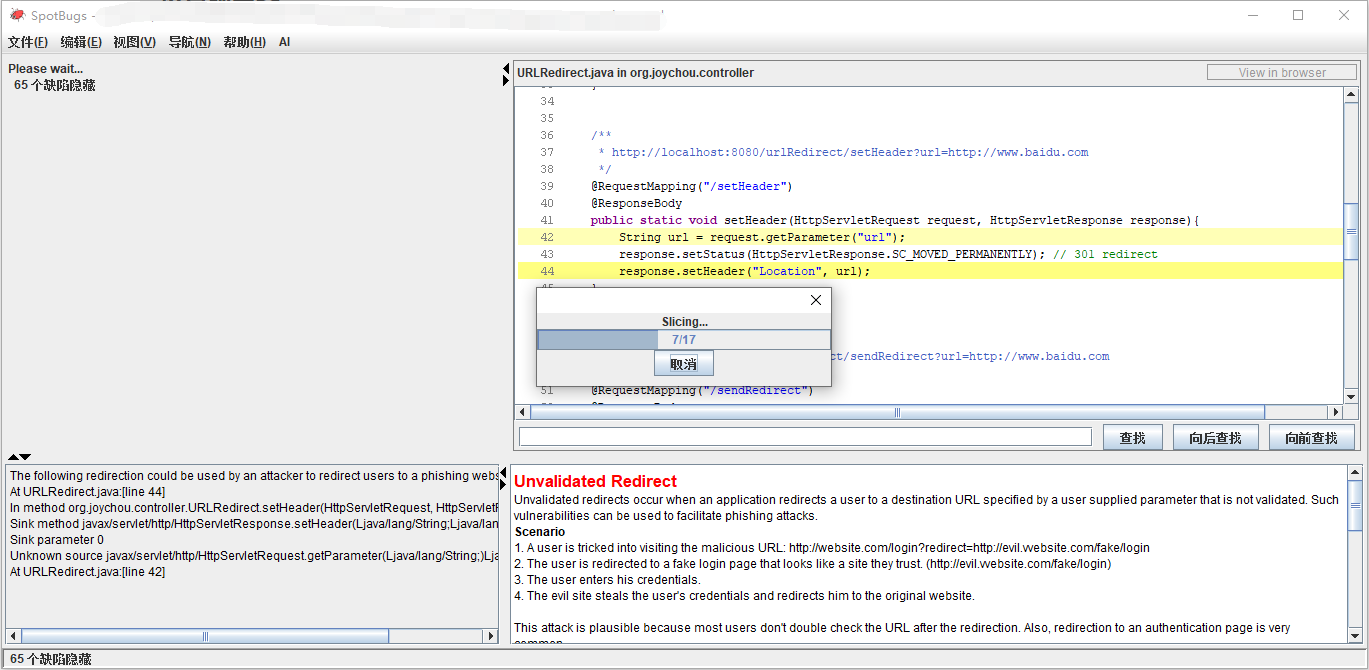 SpotBugs -
文件(F) 编辑(E) 视图(V) 导航(N) 帮助(H) AI
Please wait...
65 个缺陷隐藏
URLRedirect.java in org.joychou.controller
View in browser
34
35
36 /**
37 * http://localhost:8080/urlRedirect/setHeader?url=http://www.baidu.com
38 */
39 @RequestMapping("/setHeader")
40 @ResponseBody
41 public static void setHeader(HttpServletRequest request, HttpServletResponse response){
42 String url = request.getParameter("url");
43 response.setStatus(HttpServletResponse.SC_MOVED_PERMANENTLY); // 301 redirect
44 response.setHeader("Location", url);
Slicing...
7/17
取消
ct/sendRedirect?url=http://www.baidu.com
51 @RequestMapping("/sendRedirect")
查找 向后查找 向前查找
The following redirection could be used by an attacker to redirect users to a phishing webs
At URLRedirect.java:[line 44]
In method org.joychou.controller.URLRedirect.setHeader(HttpServletRequest, HttpServletR
Sink method javax/servlet/http/HttpServletResponse.setHeader(Ljava/lang/String;Ljava/lan
Sink parameter 0
Unknown source javax/servlet/http/HttpServletRequest.getParameter(Ljava/lang/String;)Lja
At URLRedirect.java:[line 42]
Unvalidated Redirect
Unvalidated redirects occur when an application redirects a user to a destination URL specified by a user supplied parameter that is not validated. Such
vulnerabilities can be used to facilitate phishing attacks.
Scenario
1. A user is tricked into visiting the malicious URL: http://website.com/login?redirect=http://evil.vvebsite.com/fake/login
2. The user is redirected to a fake login page that looks like a site they trust. (http://evil.vvebsite.com/fake/login)
3. The user enters his credentials.
4. The evil site steals the user's credentials and redirects him to the original website.
This attack is plausible because most users don't double check the URL after the redirection. Also, redirection to an authentication page is very
common.
65 个缺陷隐藏